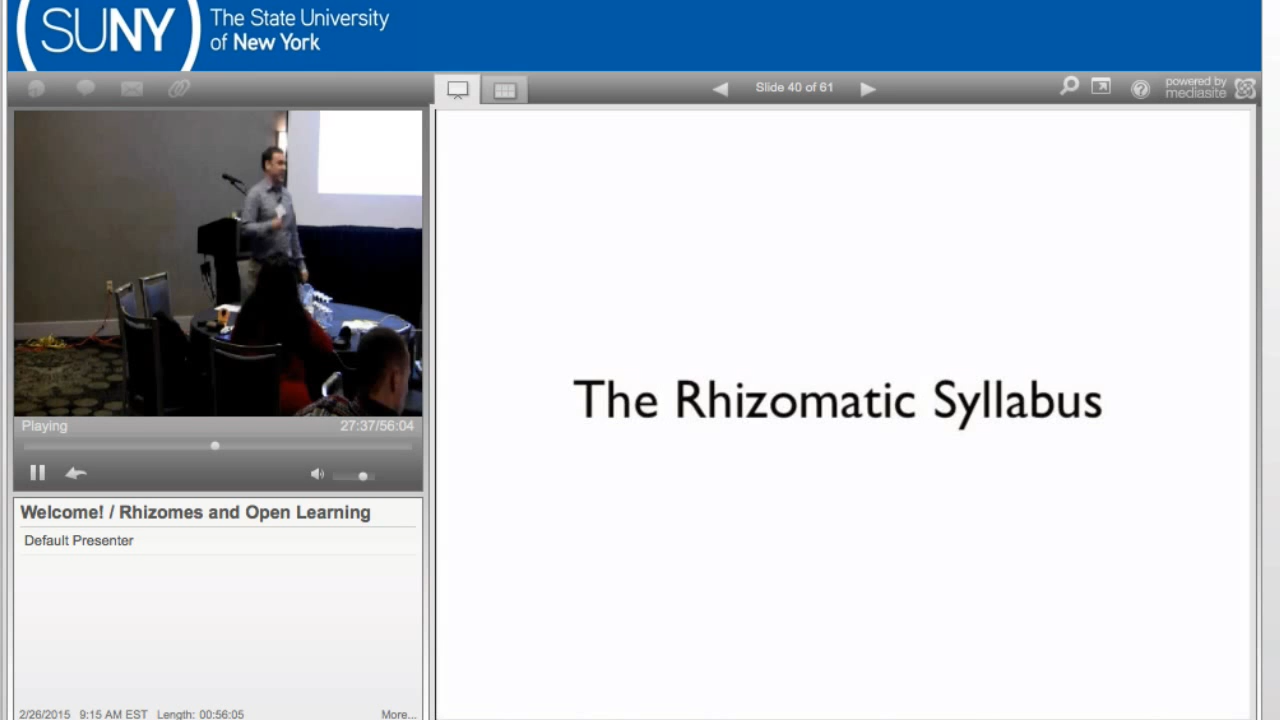 (SUNY) The State University
of New York
Slide 40 of 61
powered by
mediasite
The Rhizomatic Syllabus
Playing 27:37/56:04
Welcome! / Rhizomes and Open Learning
Default Presenter
2/26/2015 9:15 AM EST Length: 00:56:05 More...